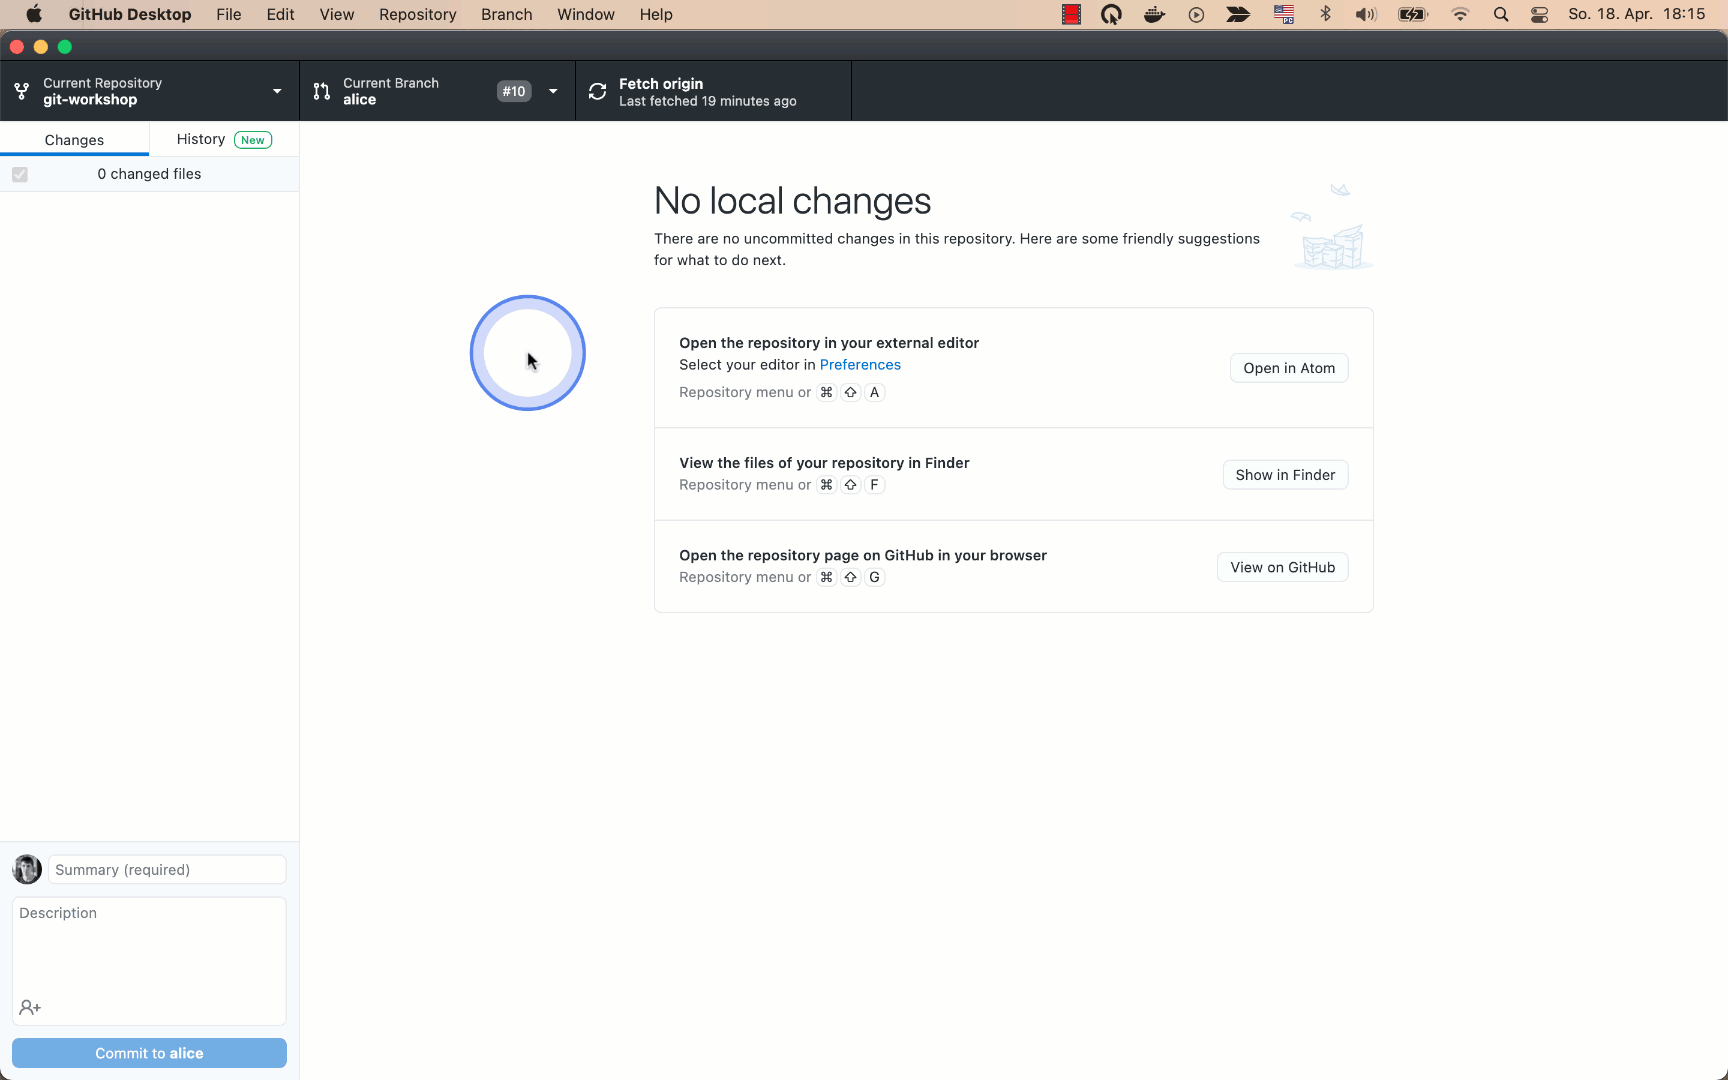 GitHub Desktop File Edit View Repository Branch Window Help So. 18. Apr. 18:15
Current Repository
git-workshop
Current Branch
alice
#10
Fetch origin
Last fetched 19 minutes ago
Changes
History New
0 changed files
No local changes
There are no uncommitted changes in this repository. Here are some friendly suggestions
for what to do next.
Open the repository in your external editor
Select your editor in Preferences
Repository menu or ⌘ ⇧ A
Open in Atom
View the files of your repository in Finder
Repository menu or ⌘ ⇧ F
Show in Finder
Open the repository page on GitHub in your browser
Repository menu or ⌘ ⇧ G
View on GitHub
Summary (required)
Description
Commit to alice